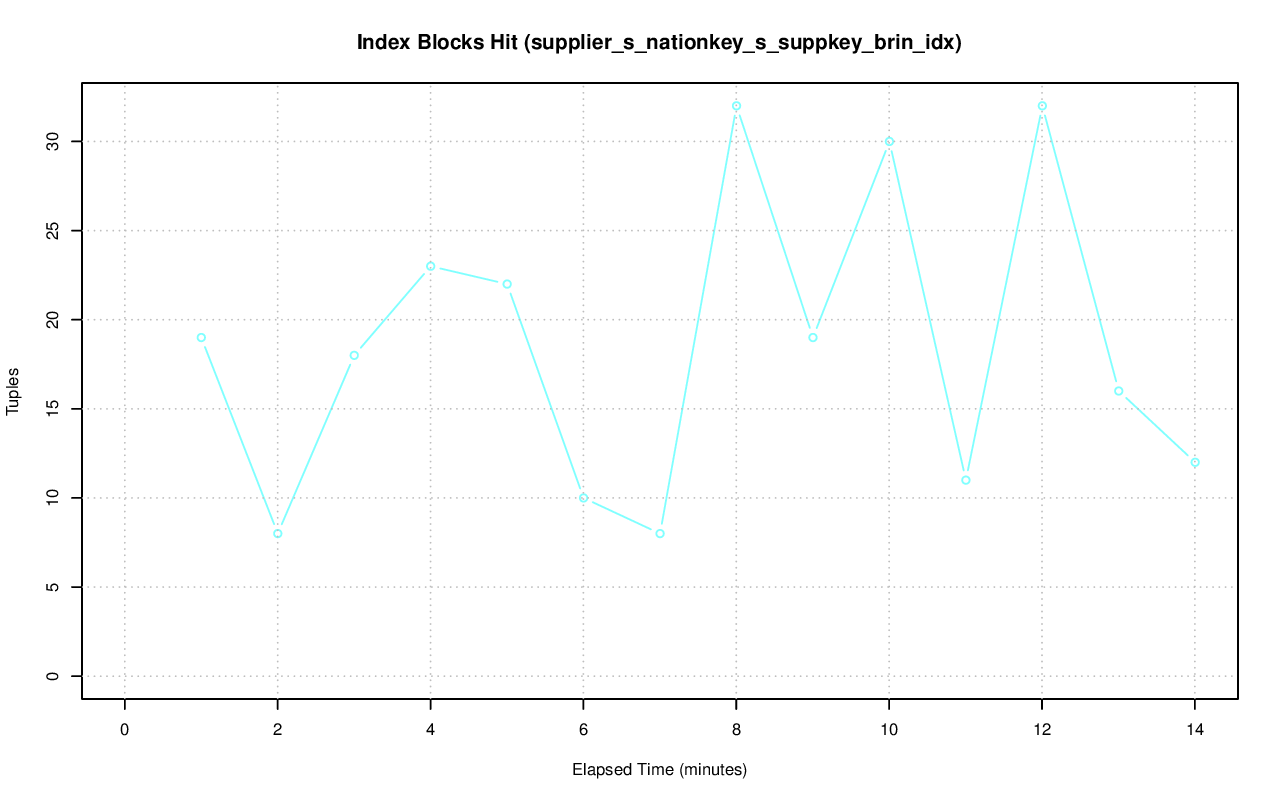 Index Blocks Hit (supplier_s_nationkey_s_suppkey_brin_idx)
30
25
20
15
10
5
0
Tuples
0 2 4 6 8 10 12 14
Elapsed Time (minutes)